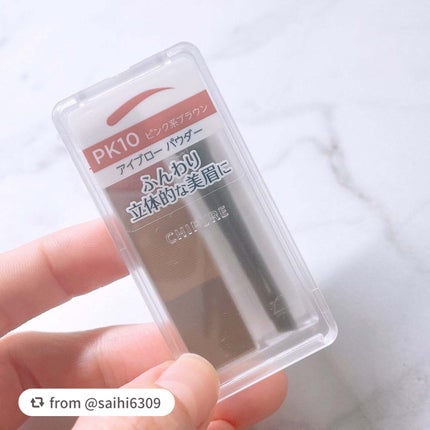 PK10 ピンク系ブラウン
アイブロー パウダー
ふんわり
立体的な美眉に
CHIFURE
from @saihi6309